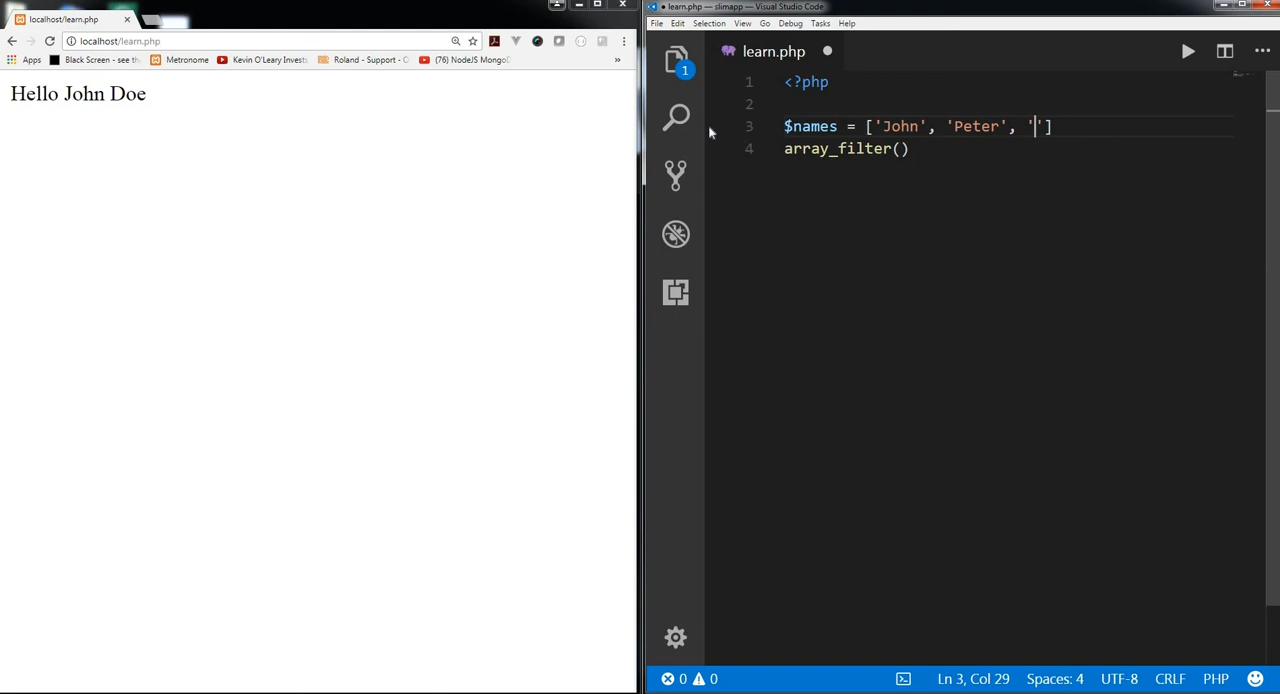 localhost/learn.php
localhost/learn.php
Apps
Black Screen - see th
Metronome
Kevin O'Leary Invest
Roland - Support - C
(76) NodeJS MongoD
»
Hello John Doe
● learn.php — slimapp — Visual Studio Code
File Edit Selection View Go Debug Tasks Help
learn.php
1
1 <?php
2
3 $names = ['John', 'Peter', '']
4 array_filter()
0 0
Ln 3, Col 29 Spaces: 4 UTF-8 CRLF PHP